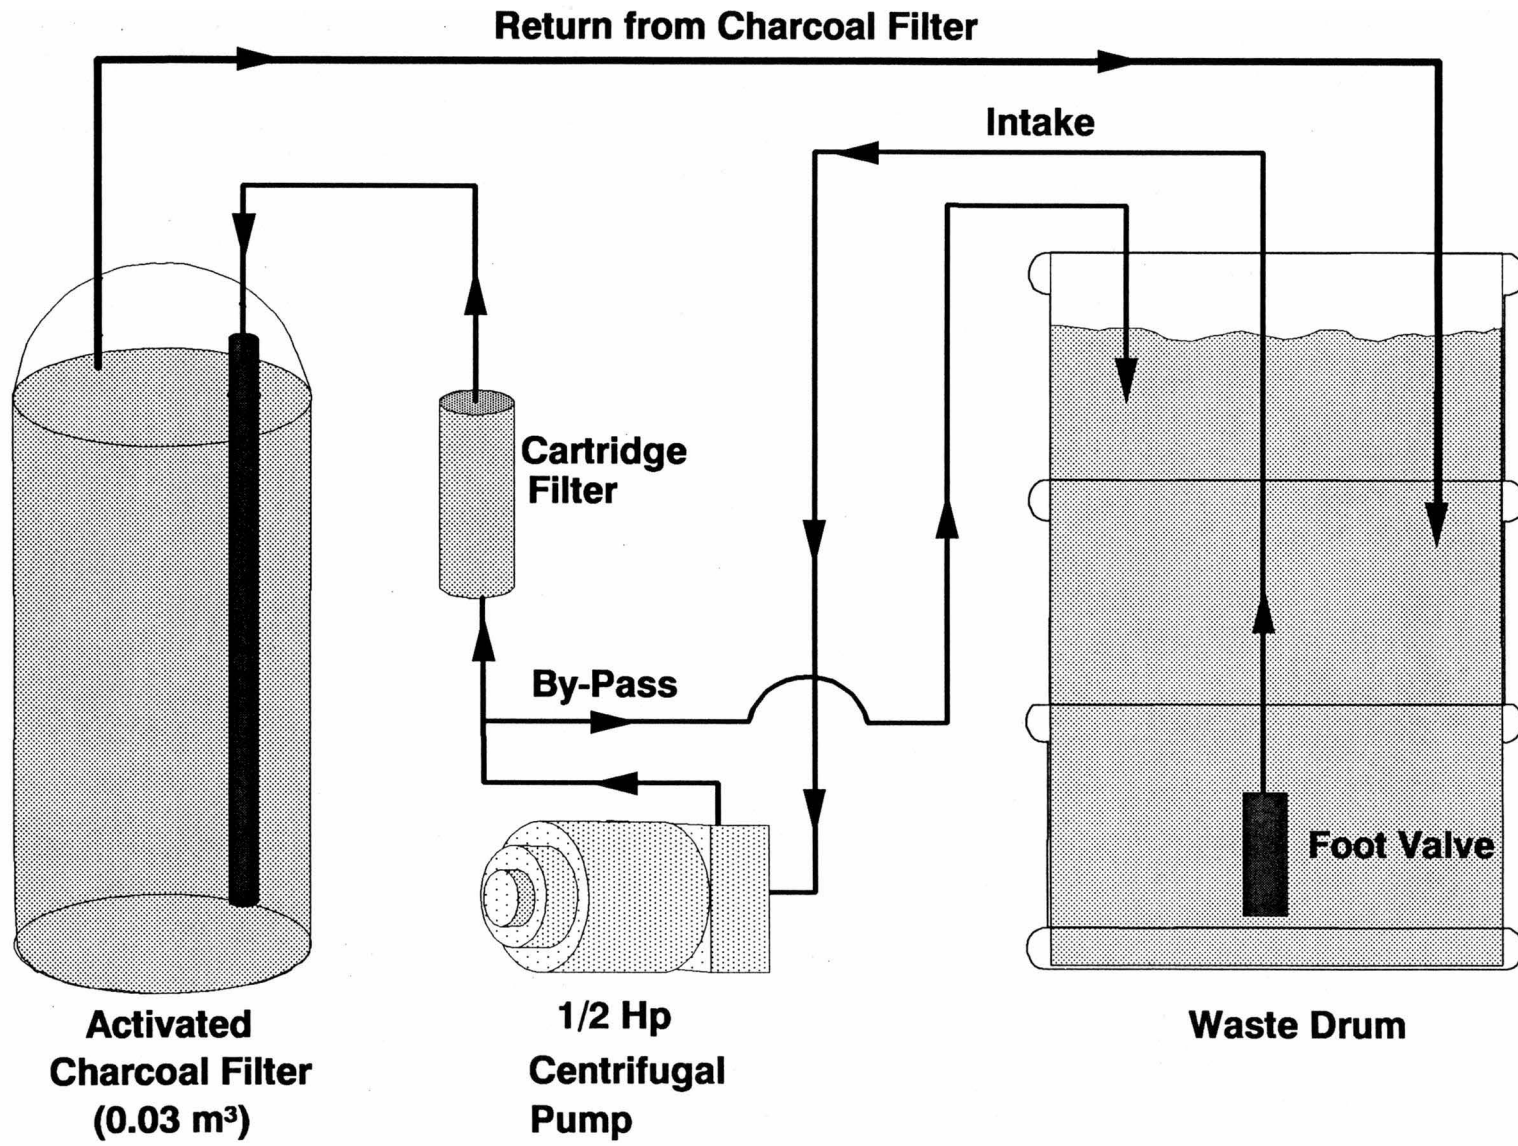 Return from Charcoal Filter
Intake
Cartridge
Filter
By-Pass
Foot Valve
Activated
Charcoal Filter
(0.03 m³)
1/2 Hp
Centrifugal
Pump
Waste Drum